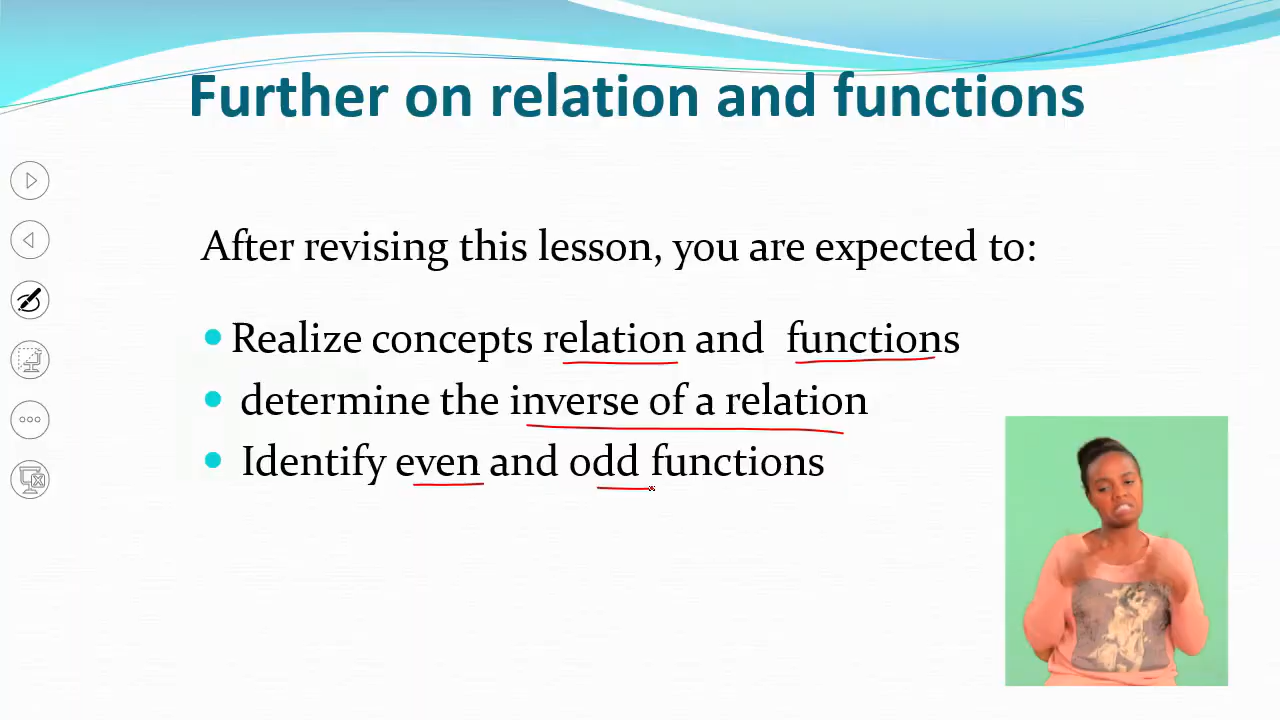 Further on relation and functions
After revising this lesson, you are expected to:
Realize concepts relation and functions
determine the inverse of a relation
Identify even and odd functions